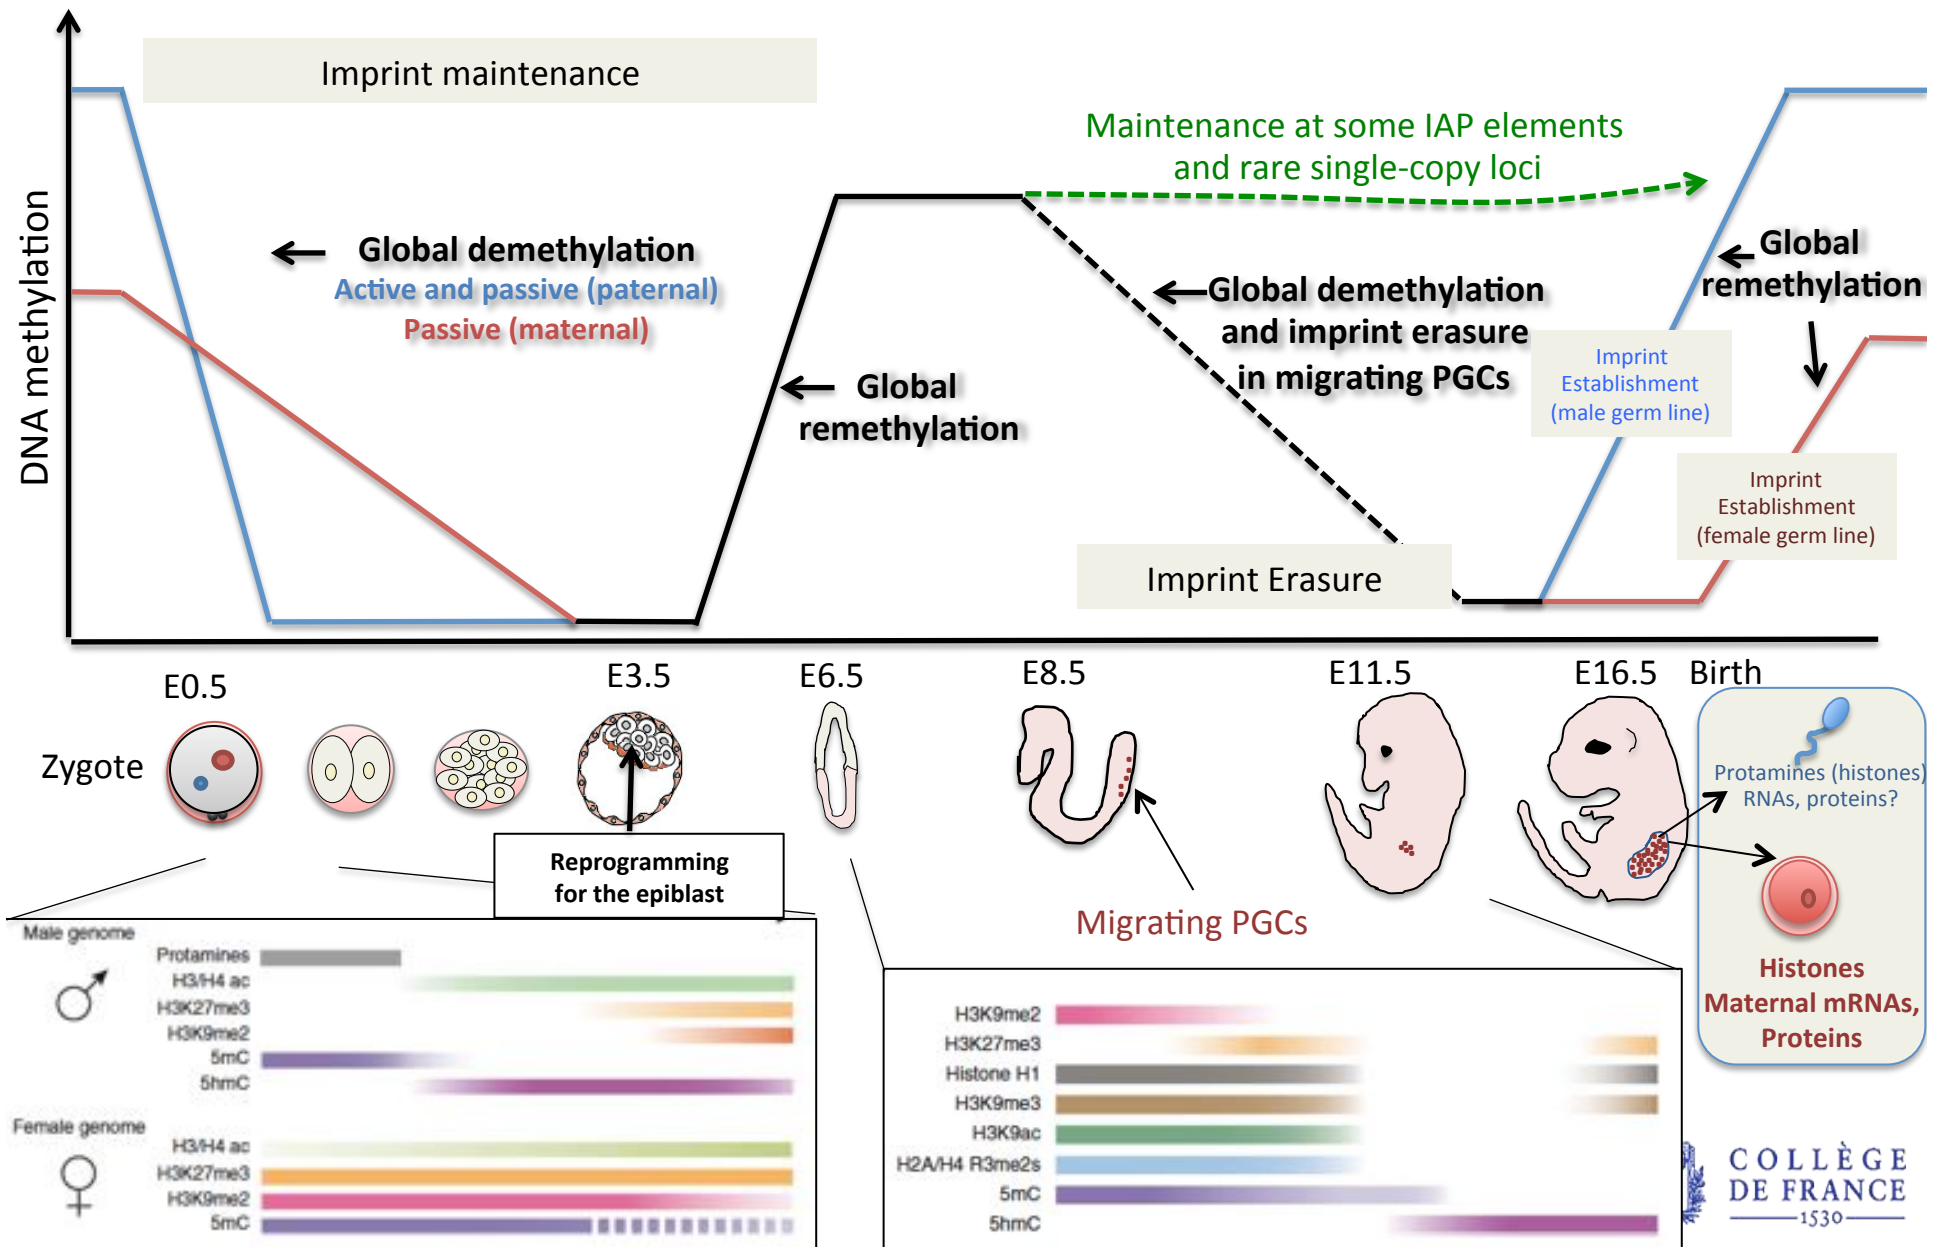 Imprint maintenance
DNA methylation
Maintenance at some IAP elements
and rare single-copy loci
Global demethylation
Active and passive (paternal)
Passive (maternal)
Global
remethylation
Global demethylation
and imprint erasure
in migrating PGCs
Global
remethylation
Imprint
Establishment
(male germ line)
Imprint
Establishment
(female germ line)
Imprint Erasure
E0.5
E3.5
E6.5
E8.5
E11.5
E16.5
Birth
Zygote
Reprogramming
for the epiblast
Migrating PGCs
Protamines (histones)
RNAs, proteins?
Histones
Maternal mRNAs,
Proteins
Male genome
Protamines
H3/H4 ac
H3K27me3
H3K9me2
5mC
5hmC
Female genome
H3/H4 ac
H3K27me3
H3K9me2
5mC
H3K9me2
H3K27me3
Histone H1
H3K9me3
H3K9ac
H2A/H4 R3me2s
5mC
5hmC
COLLÈGE
DE FRANCE
1530